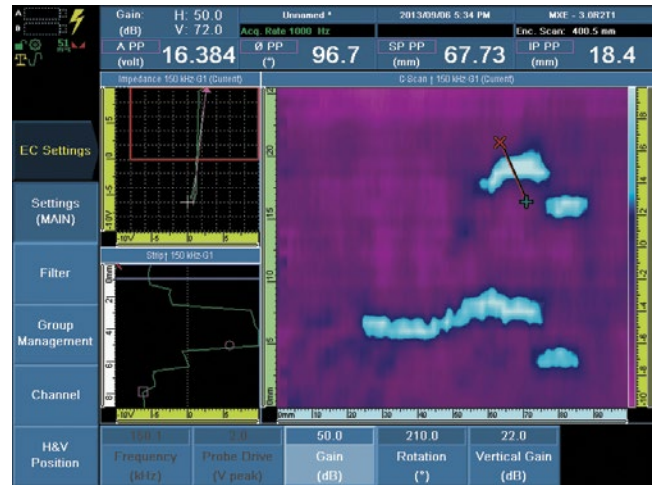 Gain: H: 50.0 Unnamed * 2013/09/06 5:34 PM MXE - 3.0R2T1
(dB) V: 72.0 Acq. Rate 1000 Hz Enc. Scan: 400.5 mm
A PP 16.384 Ø PP 96.7 SP PP 67.73 IP PP 18.4
(volt) (°) (mm) (mm)
Impedance 150 kHz-G1 (Current) C-Scan 150 kHz-G1 (Current)
EC Settings
Settings
(MAIN)
Strip 150 kHz-G1
Filter
Group
Management
Channel
H&V
Position
2.0 50.0 210.0 22.0
Frequency Probe Drive Gain Rotation Vertical Gain
(kHz) (V peak) (dB) (°) (dB)